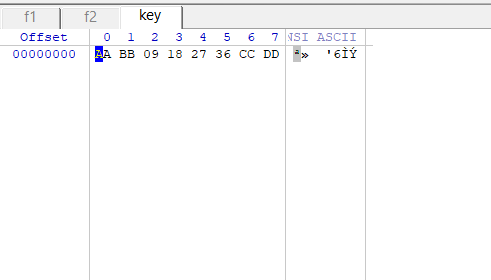 f1 f2 key
Offset 0 1 2 3 4 5 6 7 NSI ASCII
00000000 AA BB 09 18 27 36 CC DD ª» '6ÌÝ